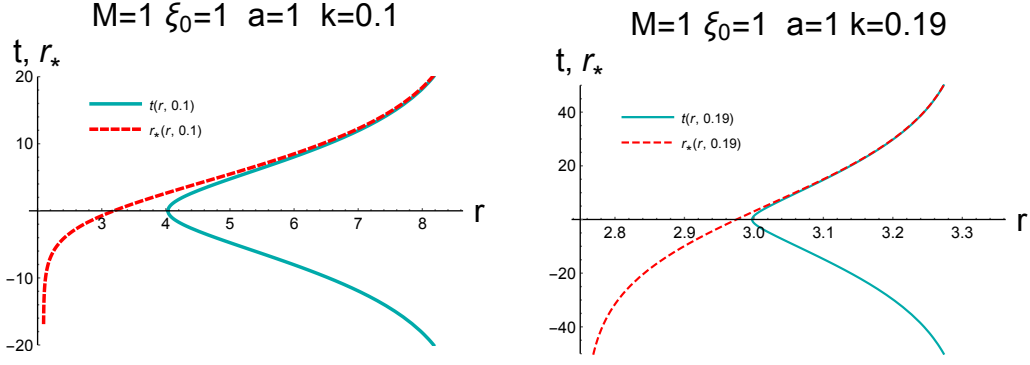 M=1 ξ₀=1 a=1 k=0.1
t, r⋆
20
10
−10
−20
3 4 5 6 7 8
r
t(r, 0.1)
r⋆(r, 0.1)
M=1 ξ₀=1 a=1 k=0.19
t, r⋆
40
20
−20
−40
2.8 2.9 3.0 3.1 3.2 3.3
r
t(r, 0.19)
r⋆(r, 0.19)